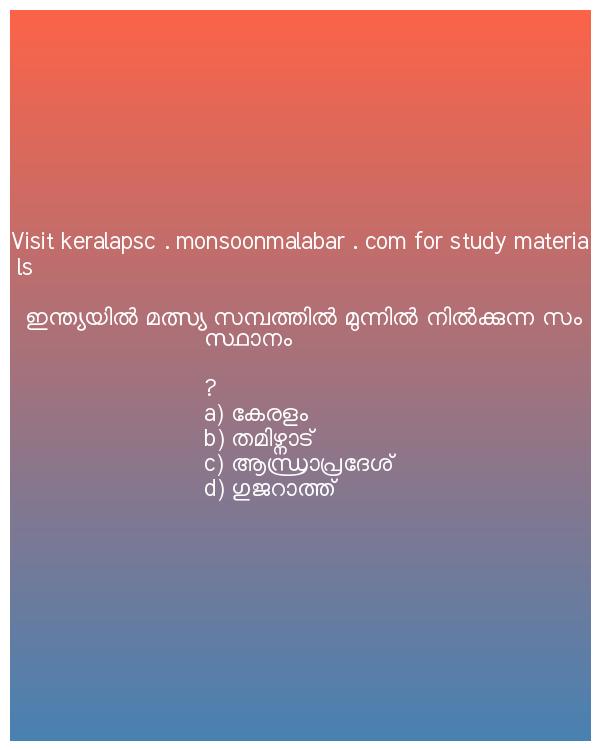 Visit keralapsc . monsoonmalabar . com for study materia
ls
ഇന്ത്യയിൽ മത്സ്യ സമ്പത്തിൽ മുന്നിൽ നിൽക്കുന്ന സം
സ്ഥാനം
?
a) കേരളം
b) തമിഴ്നാട്
c) ആന്ധ്രാപ്രദേശ്
d) ഗുജറാത്ത്